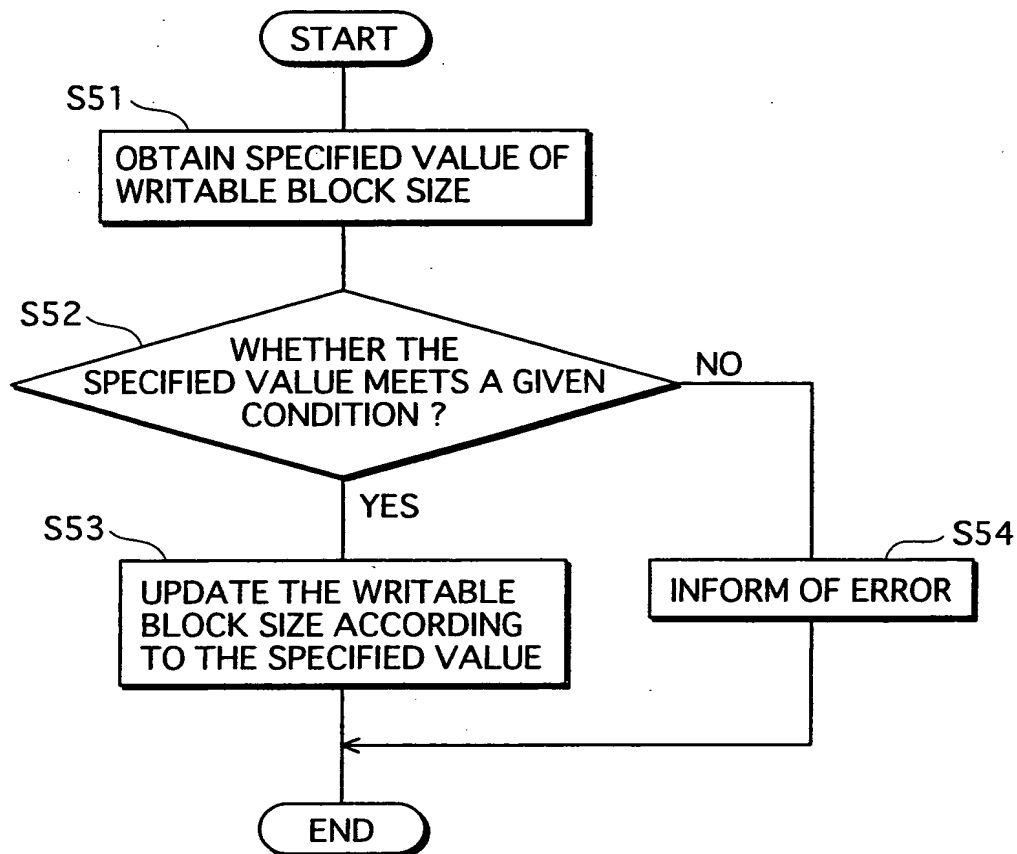 START
S51
OBTAIN SPECIFIED VALUE OF
WRITABLE BLOCK SIZE
S52
WHETHER THE
SPECIFIED VALUE MEETS A GIVEN
CONDITION ?
NO
YES
S53
UPDATE THE WRITABLE
BLOCK SIZE ACCORDING
TO THE SPECIFIED VALUE
S54
INFORM OF ERROR
END